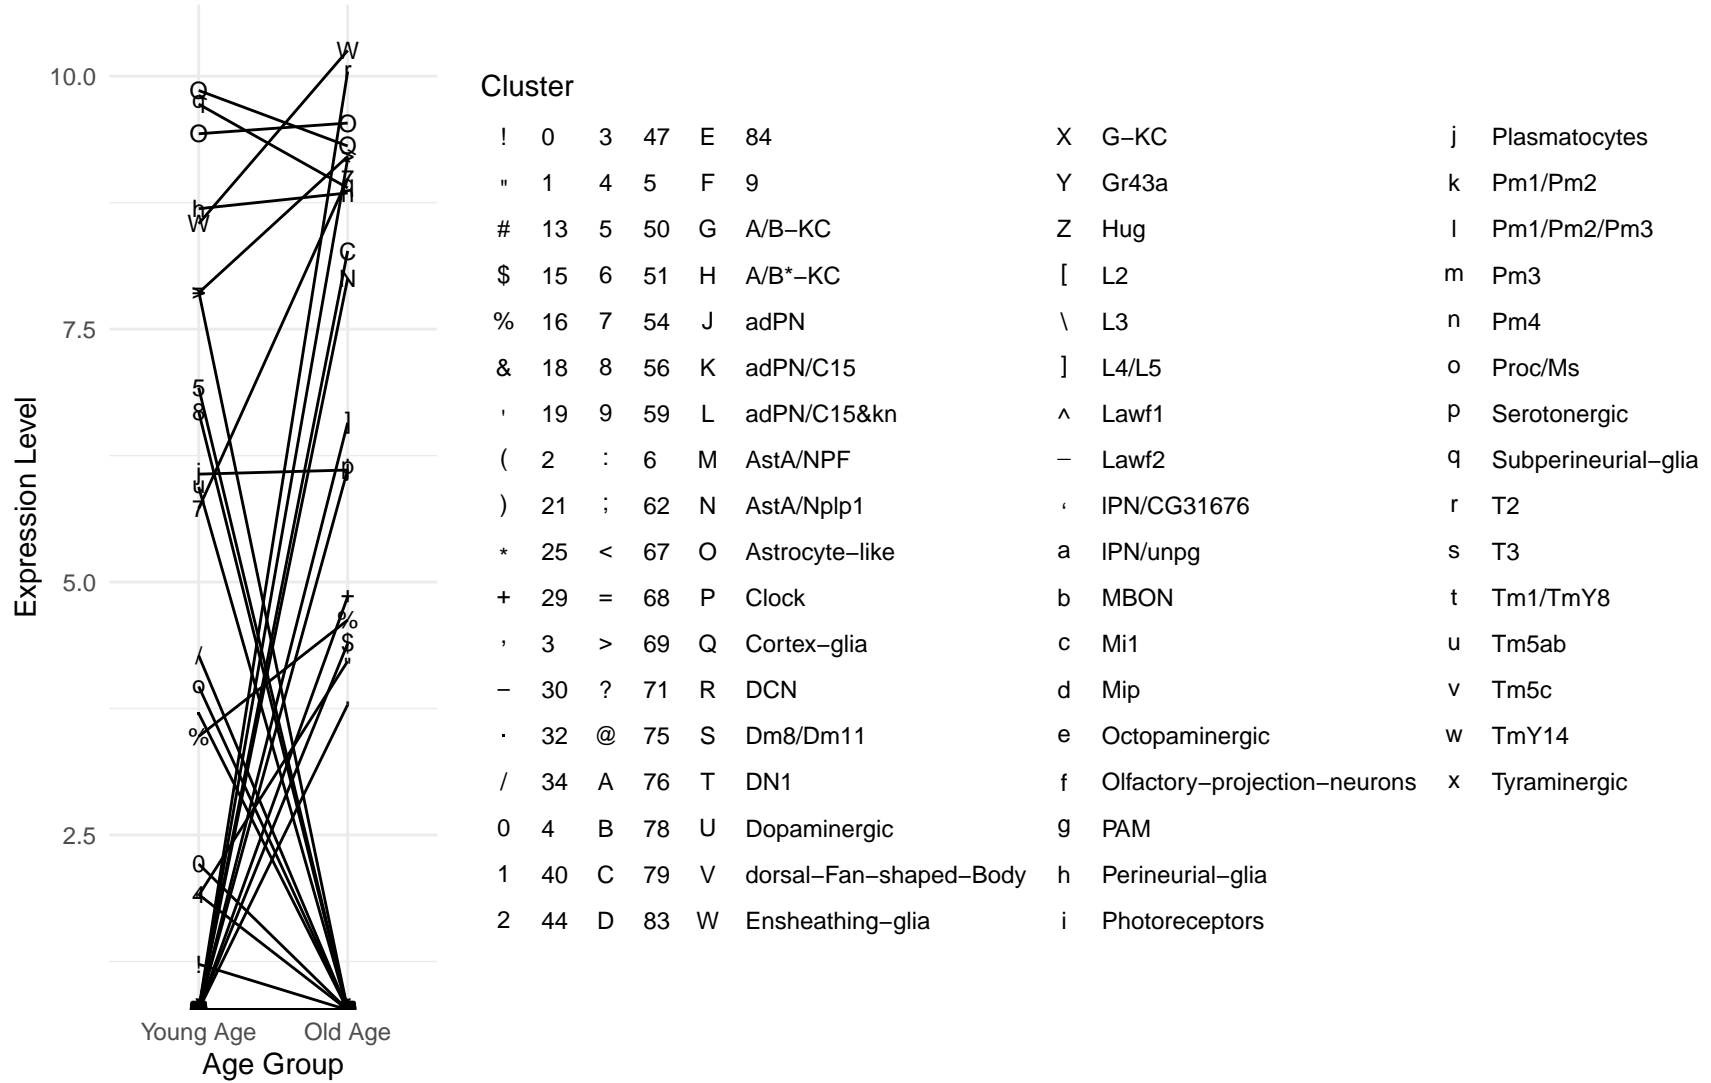 10.0
7.5
5.0
2.5
Expression Level
Young Age Old Age
Age Group
Cluster
! 0 3 47 E 84 X G−KC j Plasmatocytes
" 1 4 5 F 9 Y Gr43a k Pm1/Pm2
# 13 5 50 G A/B−KC Z Hug l Pm1/Pm2/Pm3
$ 15 6 51 H A/B*−KC [ L2 m Pm3
% 16 7 54 J adPN \ L3 n Pm4
& 18 8 56 K adPN/C15 ] L4/L5 o Proc/Ms
' 19 9 59 L adPN/C15&kn ^ Lawf1 p Serotonergic
( 2 : 6 M AstA/NPF − Lawf2 q Subperineurial−glia
) 21 ; 62 N AstA/Nplp1 ‘ lPN/CG31676 r T2
* 25 < 67 O Astrocyte−like a lPN/unpg s T3
+ 29 = 68 P Clock b MBON t Tm1/TmY8
, 3 > 69 Q Cortex−glia c Mi1 u Tm5ab
− 30 ? 71 R DCN d Mip v Tm5c
. 32 @ 75 S Dm8/Dm11 e Octopaminergic w TmY14
/ 34 A 76 T DN1 f Olfactory−projection−neurons x Tyraminergic
0 4 B 78 U Dopaminergic g PAM
1 40 C 79 V dorsal−Fan−shaped−Body h Perineurial−glia
2 44 D 83 W Ensheathing−glia i Photoreceptors